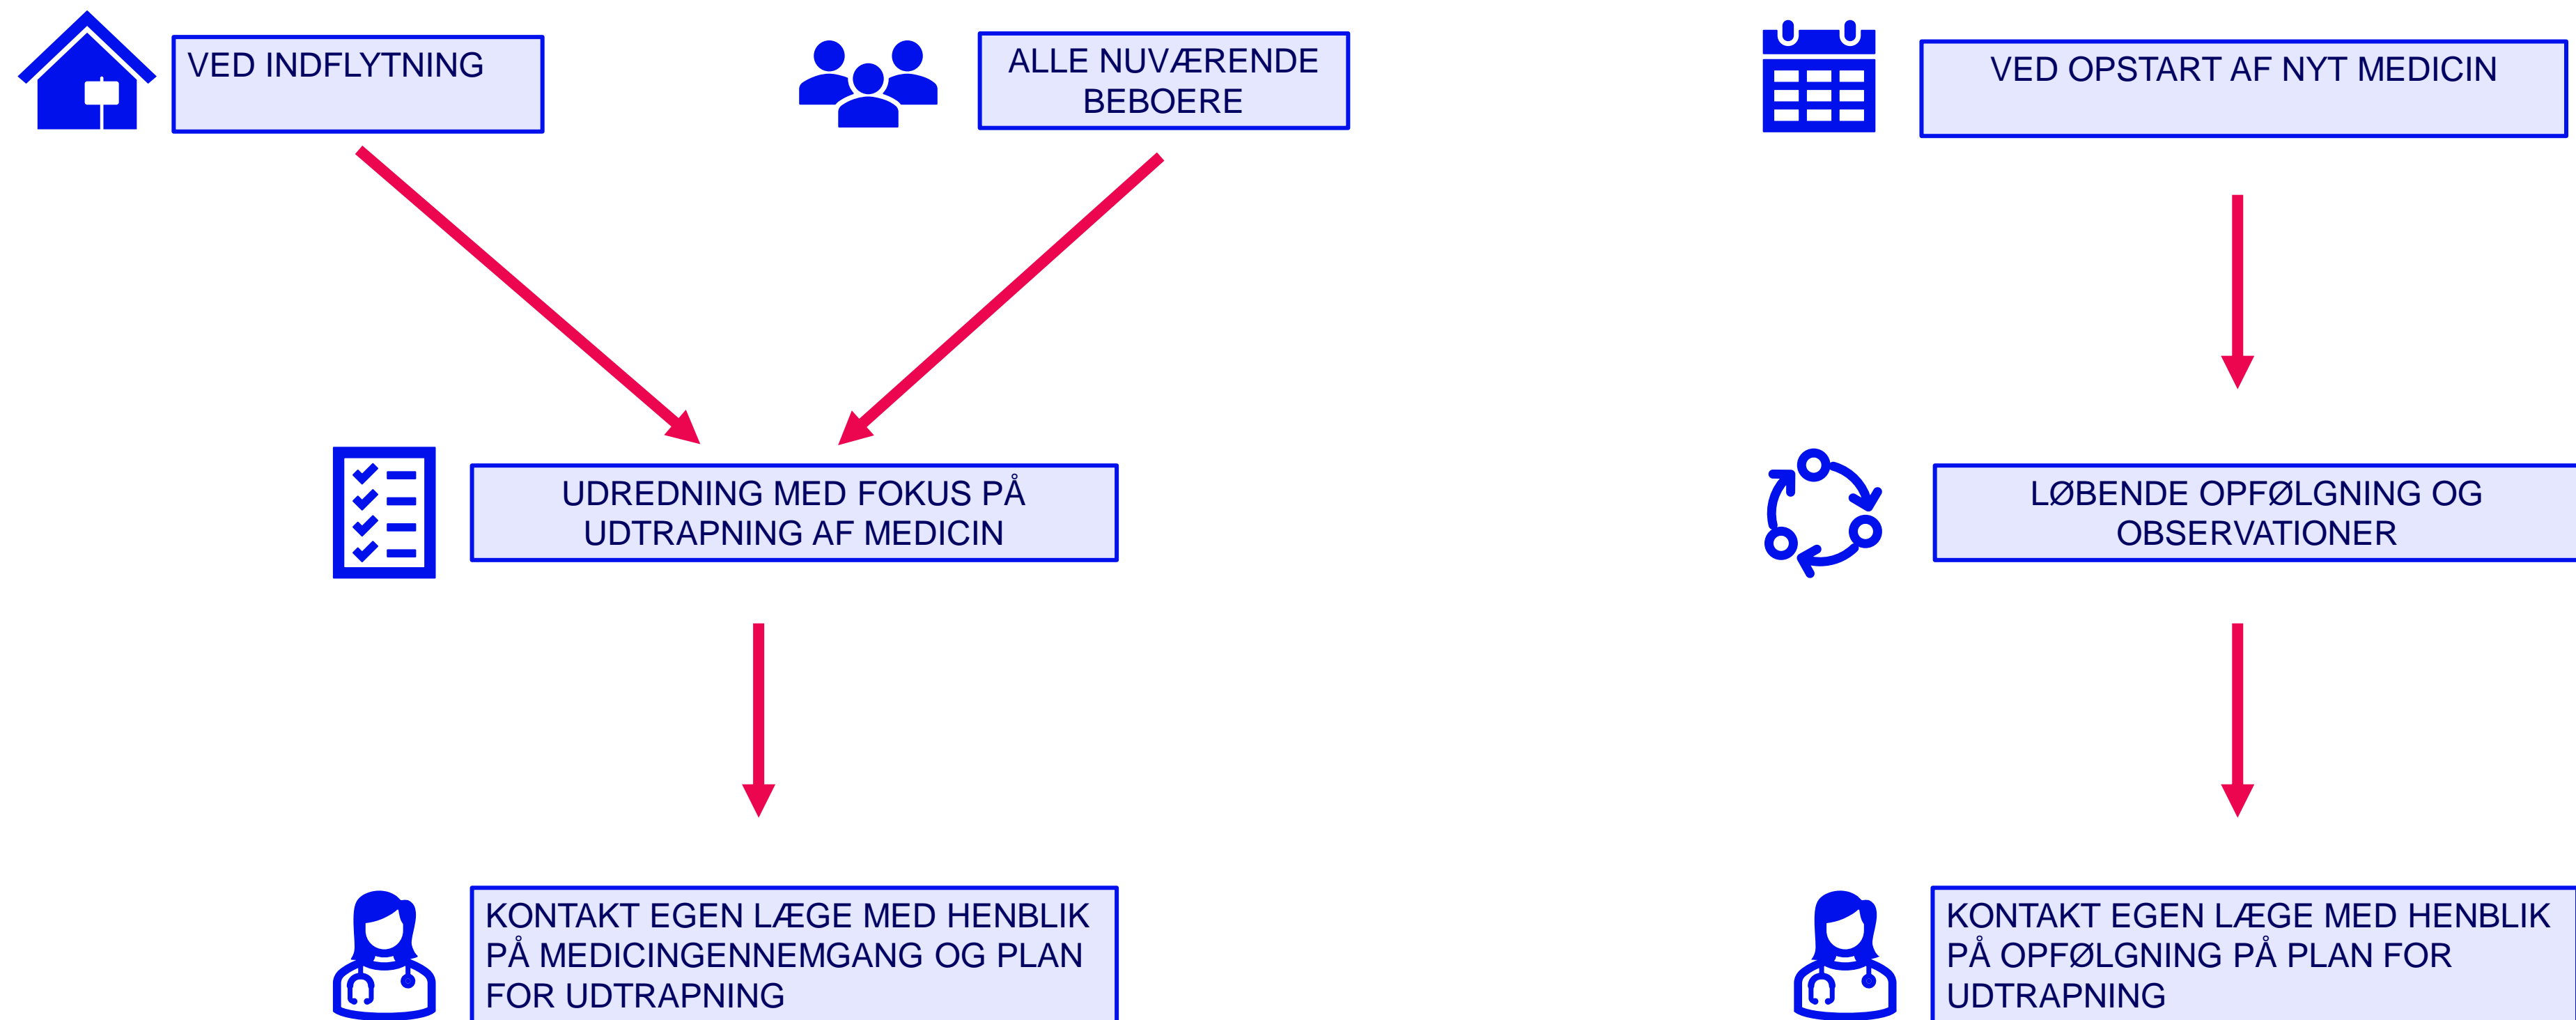 VED INDFLYTNING
ALLE NUVÆRENDE
BEBOERE
VED OPSTART AF NYT MEDICIN
UDREDNING MED FOKUS PÅ
UDTRAPNING AF MEDICIN
LØBENDE OPFØLGNING OG
OBSERVATIONER
KONTAKT EGEN LÆGE MED HENBLIK
PÅ MEDICINGENNEMGANG OG PLAN
FOR UDTRAPNING
KONTAKT EGEN LÆGE MED HENBLIK
PÅ OPFØLGNING PÅ PLAN FOR
UDTRAPNING